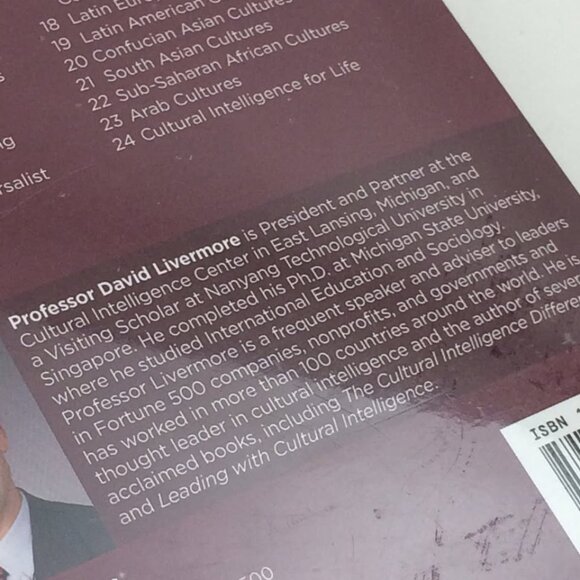 18 Latin Euro
19 Latin American
20 Confucian Asian Cultures
21 South Asian Cultures
22 Sub-Saharan African Cultures
23 Arab Cultures
24 Cultural Intelligence for Life
rsalist
Professor David Livermore is President and Partner at the
Cultural Intelligence Center in East Lansing, Michigan, and
a Visiting Scholar at Nanyang Technological University in
Singapore. He completed his Ph.D. at Michigan State University,
where he studied International Education and Sociology.
Professor Livermore is a frequent speaker and adviser to leaders
in Fortune 500 companies, nonprofits, and governments and
has worked in more than 100 countries around the world. He is
thought leader in cultural intelligence and the author of sever
acclaimed books, including The Cultural Intelligence Differe
and Leading with Cultural Intelligence.
ISBN